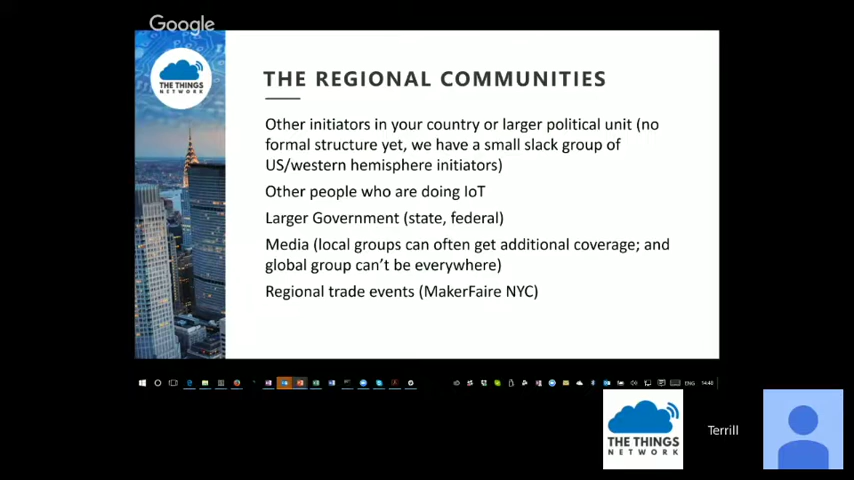 Google
THE THINGS
NETWORK
THE REGIONAL COMMUNITIES
Other initiators in your country or larger political unit (no
formal structure yet, we have a small slack group of
US/western hemisphere initiators)
Other people who are doing IoT
Larger Government (state, federal)
Media (local groups can often get additional coverage; and
global group can't be everywhere)
Regional trade events (MakerFaire NYC)
ENG 14:40
THE THINGS
NETWORK
Terrill